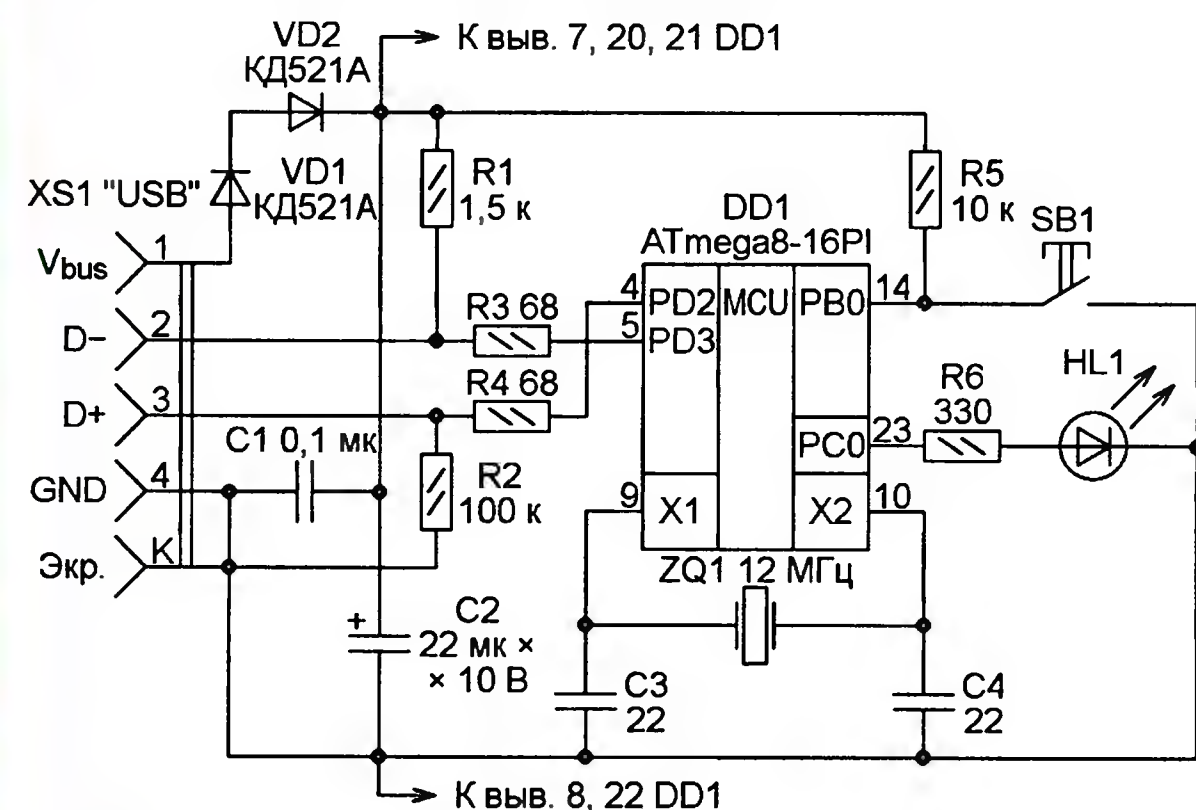 VD2
КД521А
К выв. 7, 20, 21 DD1
XS1 "USB"
VD1
КД521А
R1
1,5 к
R5
10 к
SB1
DD1
ATmega8-16PI
Vbus
1
D–
2
D+
3
GND
4
Экр.
К
R3 68
R4 68
4
PD2
MCU
PB0
14
5
PD3
R6
330
HL1
PC0
23
C1 0,1 мк
R2
100 к
9
X1
X2
10
ZQ1 12 МГц
C2
22 мк ×
× 10 В
+
C3
22
C4
22
К выв. 8, 22 DD1